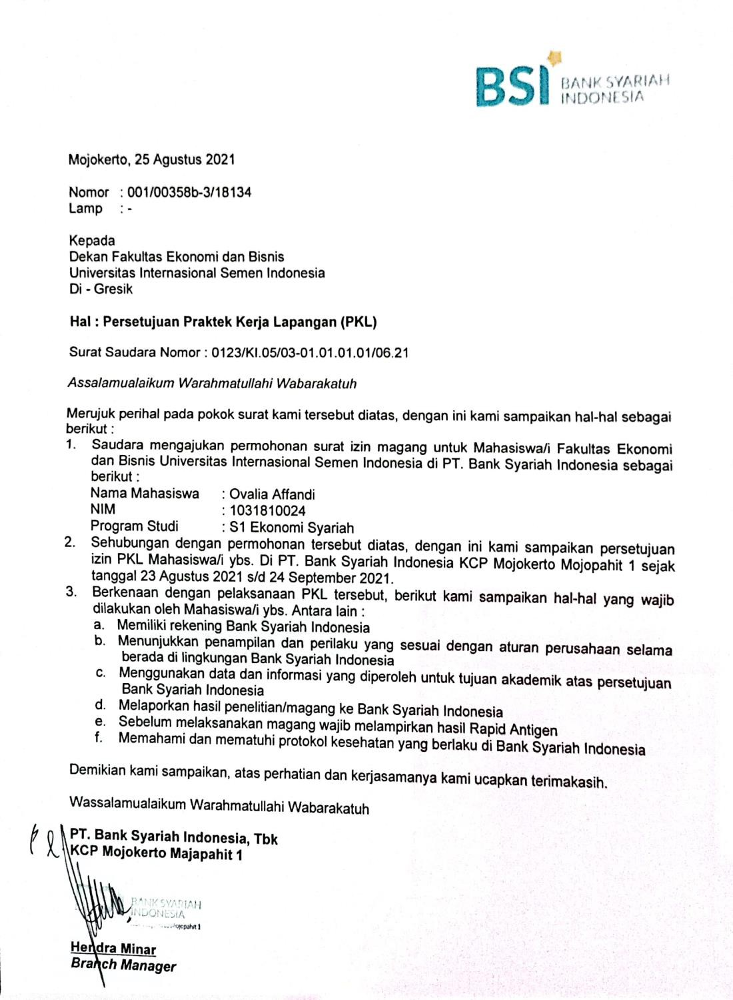 BSI BANK SYARIAH
INDONESIA
Mojokerto, 25 Agustus 2021
Nomor : 001/00358b-3/18134
Lamp : -
Kepada
Dekan Fakultas Ekonomi dan Bisnis
Universitas Internasional Semen Indonesia
Di - Gresik
Hal : Persetujuan Praktek Kerja Lapangan (PKL)
Surat Saudara Nomor : 0123/KI.05/03-01.01.01.01/06.21
Assalamualaikum Warahmatullahi Wabarakatuh
Merujuk perihal pada pokok surat kami tersebut diatas, dengan ini kami sampaikan hal-hal sebagai
berikut :
1. Saudara mengajukan permohonan surat izin magang untuk Mahasiswa/i Fakultas Ekonomi
dan Bisnis Universitas Internasional Semen Indonesia di PT. Bank Syariah Indonesia sebagai
berikut :
Nama Mahasiswa : Ovalia Affandi
NIM : 1031810024
Program Studi : S1 Ekonomi Syariah
2. Sehubungan dengan permohonan tersebut diatas, dengan ini kami sampaikan persetujuan
izin PKL Mahasiswa/i ybs. Di PT. Bank Syariah Indonesia KCP Mojokerto Mojopahit 1 sejak
tanggal 23 Agustus 2021 s/d 24 September 2021.
3. Berkenaan dengan pelaksanaan PKL tersebut, berikut kami sampaikan hal-hal yang wajib
dilakukan oleh Mahasiswa/i ybs. Antara lain :
a. Memiliki rekening Bank Syariah Indonesia
b. Menunjukkan penampilan dan perilaku yang sesuai dengan aturan perusahaan selama
berada di lingkungan Bank Syariah Indonesia
c. Menggunakan data dan informasi yang diperoleh untuk tujuan akademik atas persetujuan
Bank Syariah Indonesia
d. Melaporkan hasil penelitian/magang ke Bank Syariah Indonesia
e. Sebelum melaksanakan magang wajib melampirkan hasil Rapid Antigen
f. Memahami dan mematuhi protokol kesehatan yang berlaku di Bank Syariah Indonesia
Demikian kami sampaikan, atas perhatian dan kerjasamanya kami ucapkan terimakasih.
Wassalamualaikum Warahmatullahi Wabarakatuh
PT. Bank Syariah Indonesia, Tbk
KCP Mojokerto Majapahit 1
BANK SYARIAH
INDONESIA
Mojopahit 1
Hendra Minar
Branch Manager